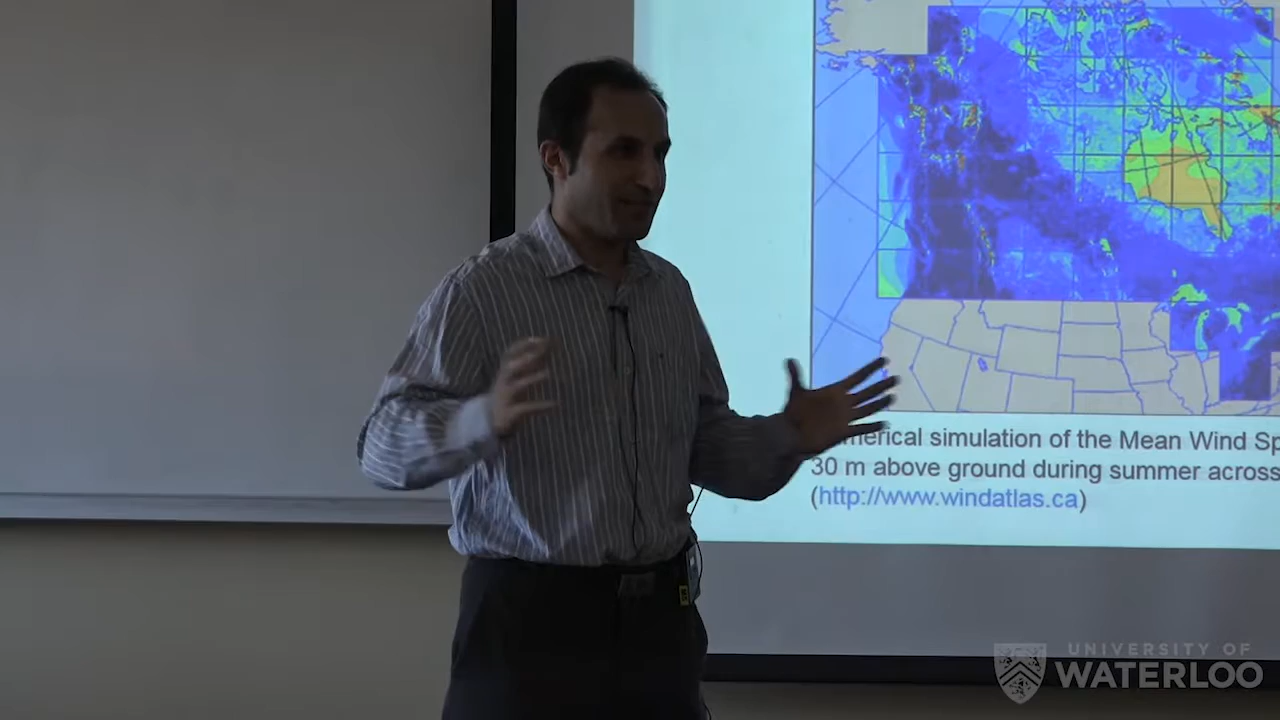 merical simulation of the Mean Wind Sp
30 m above ground during summer across
(http://www.windatlas.ca)
UNIVERSITY OF
WATERLOO